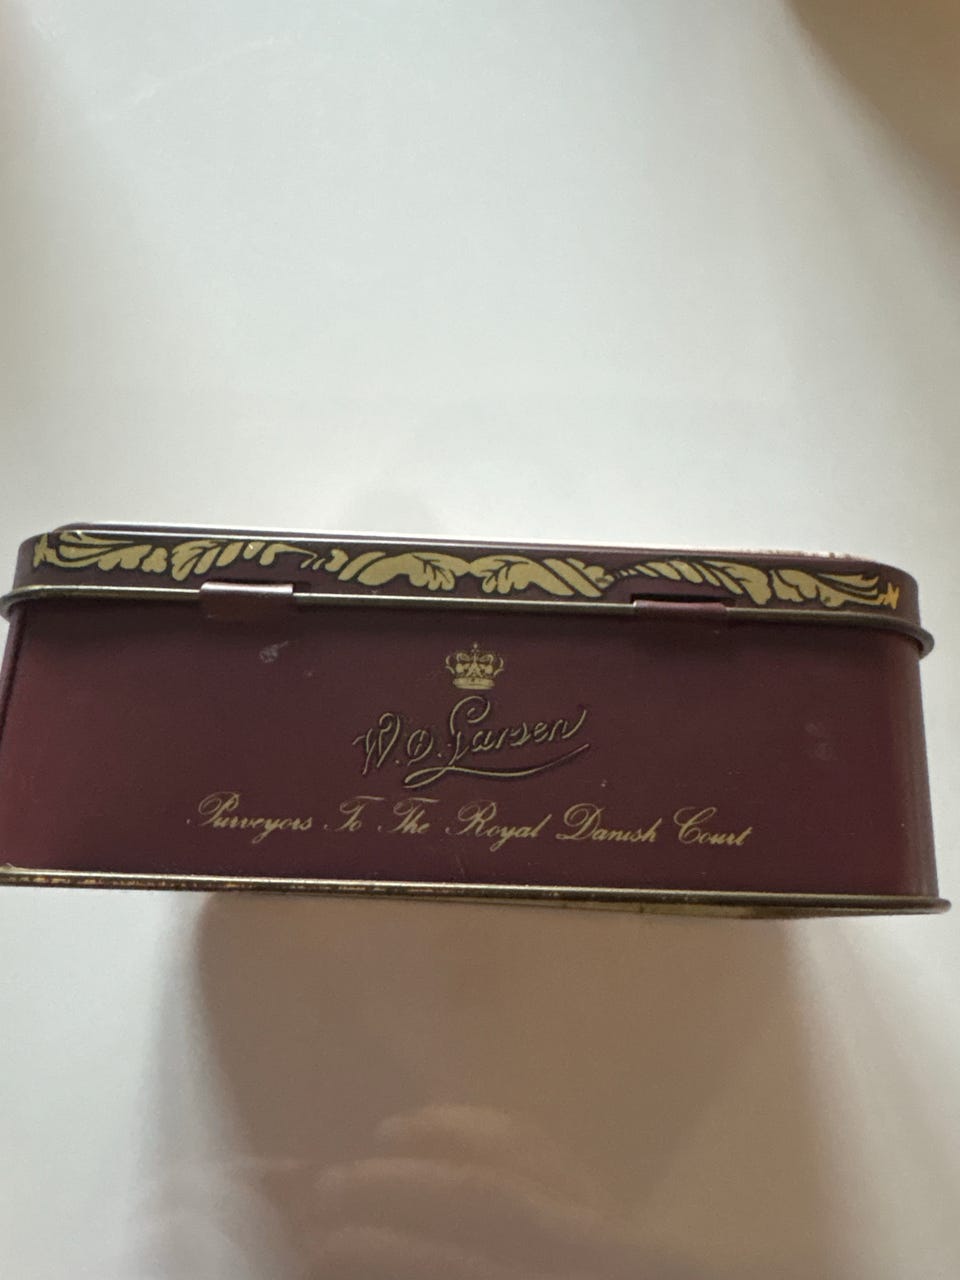 W.Ø. Larsen
Purveyors To The Royal Danish Court